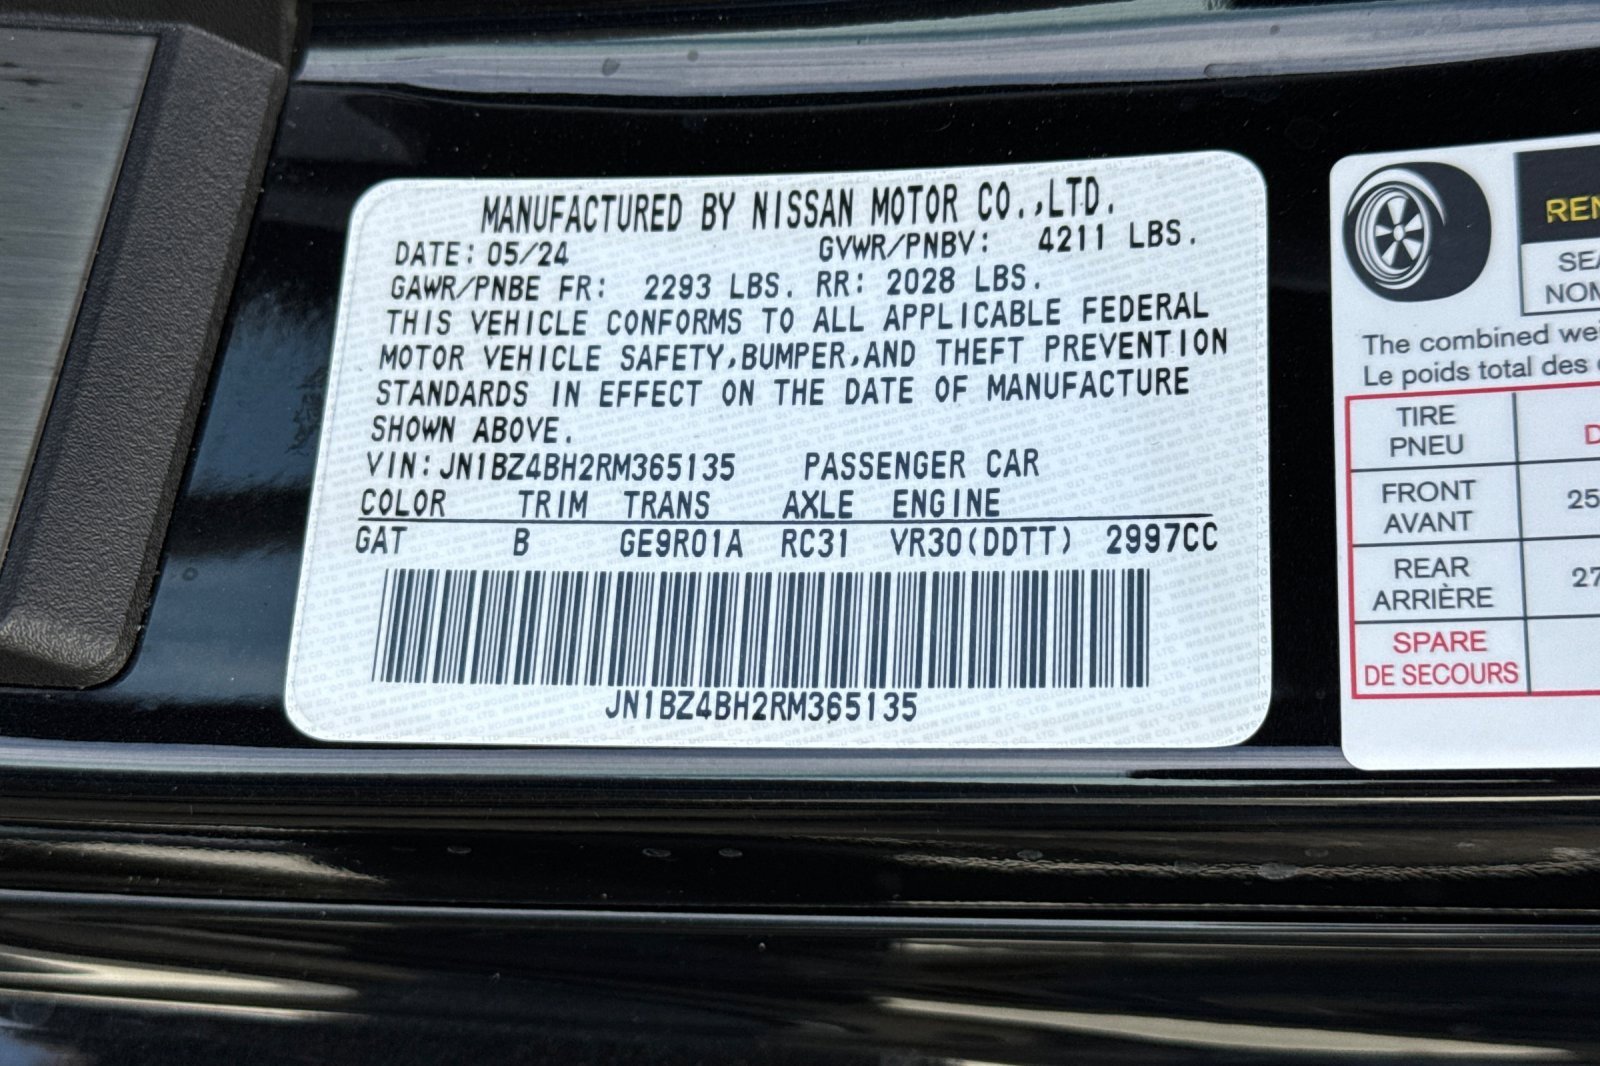 MANUFACTURED BY NISSAN MOTOR CO.,LTD.
DATE: 05/24 GVWR/PNBV: 4211 LBS.
GAWR/PNBE FR: 2293 LBS. RR: 2028 LBS.
THIS VEHICLE CONFORMS TO ALL APPLICABLE FEDERAL
MOTOR VEHICLE SAFETY,BUMPER,AND THEFT PREVENTION
STANDARDS IN EFFECT ON THE DATE OF MANUFACTURE
SHOWN ABOVE.
VIN: JN1BZ4BH2RM365135 PASSENGER CAR
COLOR TRIM TRANS AXLE ENGINE
GAT B GE9R01A RC31 VR30(DDTT) 2997CC
JN1BZ4BH2RM365135
The combined
Le poids total des
TIRE
PNEU
FRONT
AVANT
REAR
ARRIÈRE
SPARE
DE SECOURS